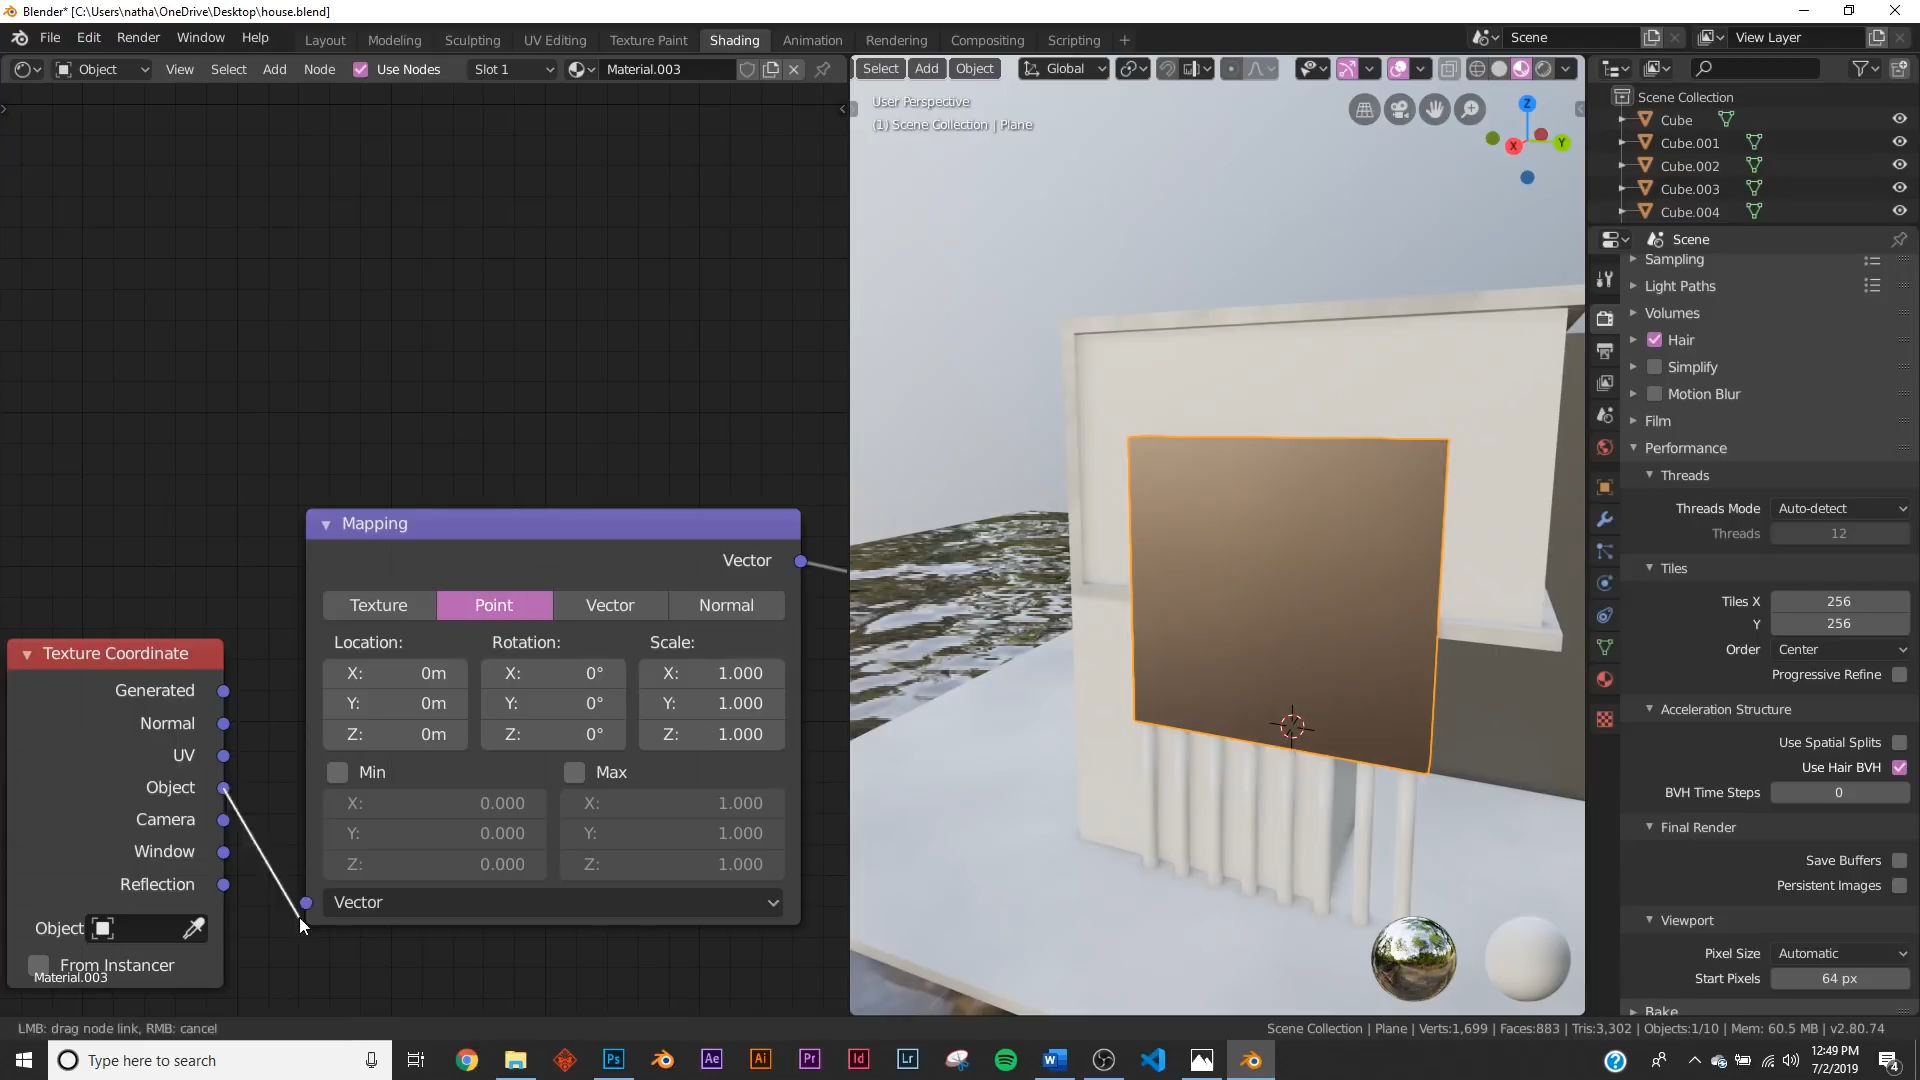 Blender* [C:\Users\natha\OneDrive\Desktop\house.blend]
File Edit Render Window Help Layout Modeling Sculpting UV Editing Texture Paint Shading Animation Rendering Compositing Scripting + Scene View Layer
Object View Select Add Node Use Nodes Slot 1 Material.003 Select Add Object Global
User Perspective
(1) Scene Collection | Plane
Z
X
Y
Scene Collection
Cube
Cube.001
Cube.002
Cube.003
Cube.004
Scene
Sampling
Light Paths
Volumes
Hair
Simplify
Motion Blur
Film
Performance
Threads
Threads Mode Auto-detect
Threads 12
Tiles
Tiles X 256
Y 256
Order Center
Progressive Refine
Acceleration Structure
Use Spatial Splits
Use Hair BVH
BVH Time Steps 0
Final Render
Save Buffers
Persistent Images
Viewport
Pixel Size Automatic
Start Pixels 64 px
Bake
Mapping
Vector
Texture Point Vector Normal
Location: Rotation: Scale:
X: 0m X: 0° X: 1.000
Y: 0m Y: 0° Y: 1.000
Z: 0m Z: 0° Z: 1.000
Min Max
X: 0.000 X: 1.000
Y: 0.000 Y: 1.000
Z: 0.000 Z: 1.000
Vector
Texture Coordinate
Generated
Normal
UV
Object
Camera
Window
Reflection
Object
From Instancer
Material.003
LMB: drag node link, RMB: cancel
Scene Collection | Plane | Verts:1,699 | Faces:883 | Tris:3,302 | Objects:1/10 | Mem: 60.5 MB | v2.80.74
Type here to search
Ps Ae Ai Pr Id Lr
12:49 PM
7/2/2019
4